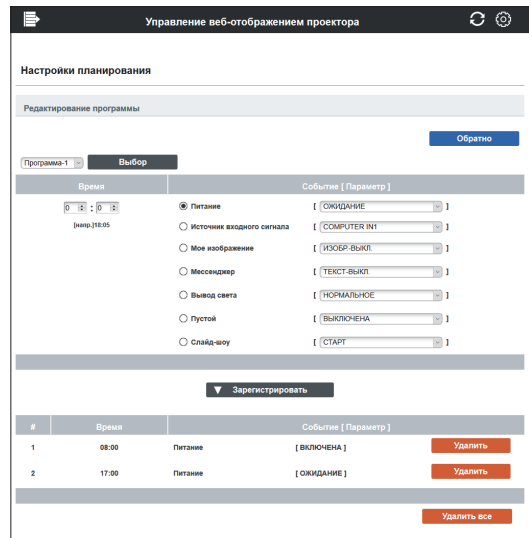 Управление веб-отображением проектора
Настройки планирования
Редактирование программы
Обратно
Программа-1 Выбор
Время Событие [ Параметр ]
0 : 0 Питание [ ОЖИДАНИЕ ]
[напр.]18:05 Источник входного сигнала [ COMPUTER IN1 ]
Мое изображение [ ИЗОБР-ВЫКЛ. ]
Мессенджер [ ТЕКСТ-ВЫКЛ ]
Вывод света [ НОРМАЛЬНОЕ ]
Пустой [ ВЫКЛЮЧЕНА ]
Слайд-шоу [ СТАРТ ]
Зарегистрировать
# Время Событие [ Параметр ]
1 08:00 Питание [ ВКЛЮЧЕНА ] Удалить
2 17:00 Питание [ ОЖИДАНИЕ ] Удалить
Удалить все